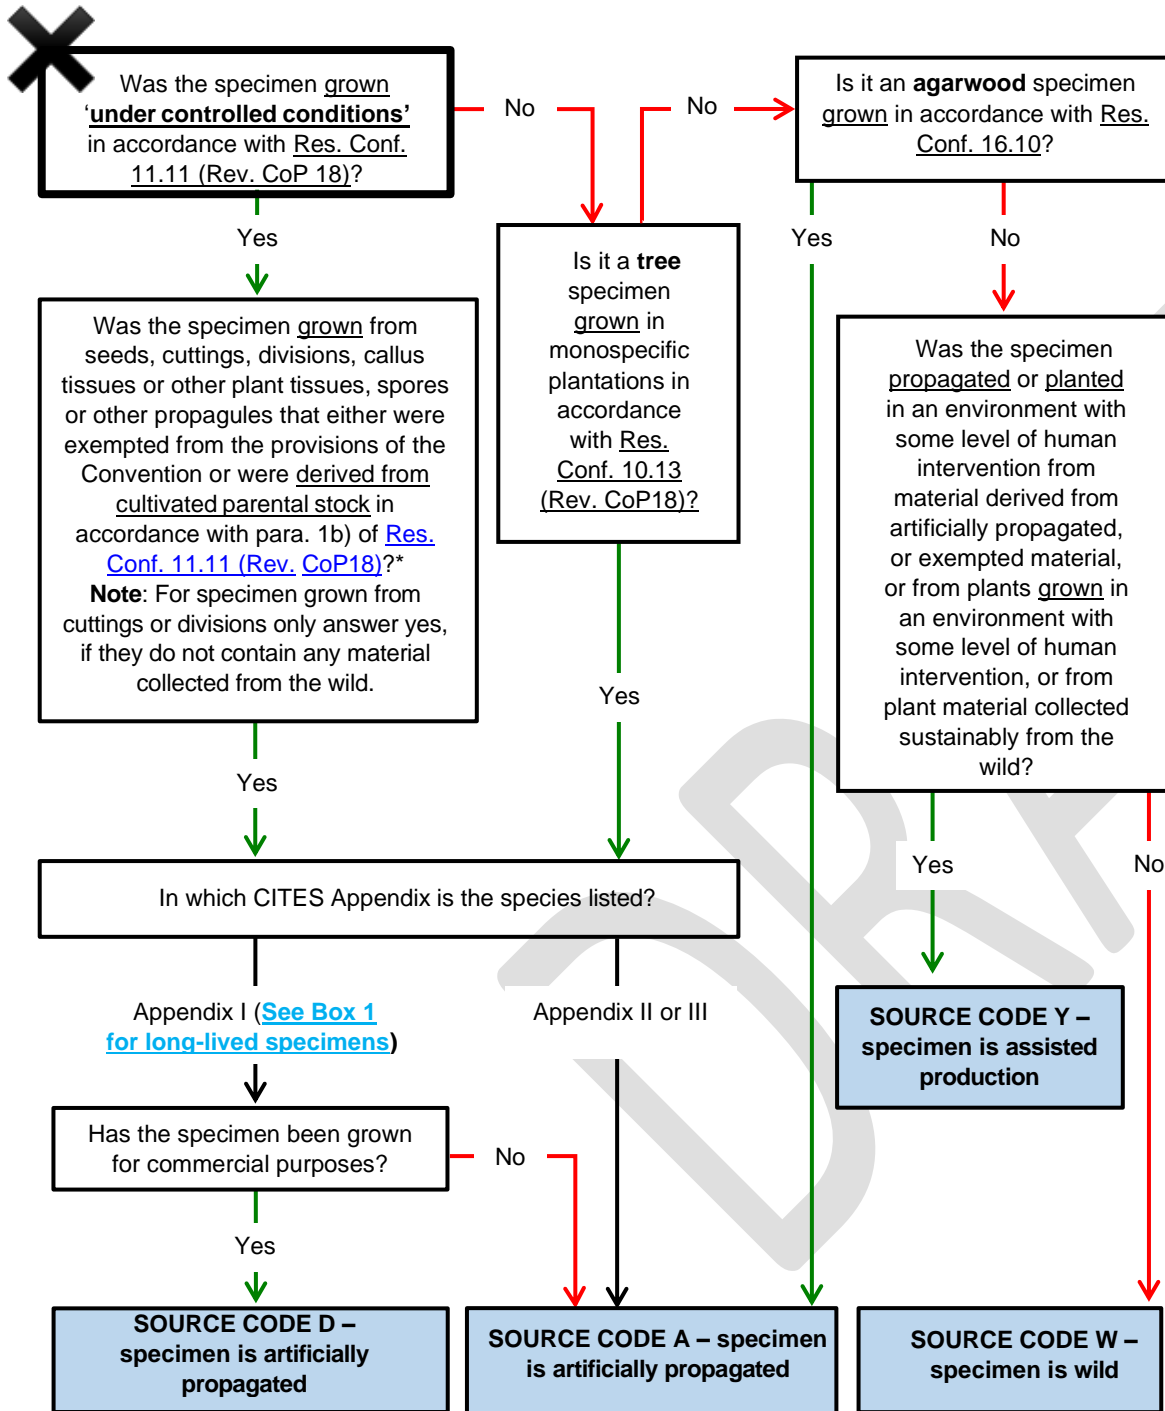 Was the specimen grown
‘under controlled conditions’
in accordance with Res. Conf.
11.11 (Rev. CoP 18)?
No
No
Is it an agarwood specimen
grown in accordance with Res.
Conf. 16.10?
Yes
Yes
No
Is it a tree
specimen
grown in
monospecific
plantations in
accordance
with Res.
Conf. 10.13
(Rev. CoP18)?
Was the specimen grown from
seeds, cuttings, divisions, callus
tissues or other plant tissues, spores
or other propagules that either were
exempted from the provisions of the
Convention or were derived from
cultivated parental stock in
accordance with para. 1b) of Res.
Conf. 11.11 (Rev. CoP18)?*
Note: For specimen grown from
cuttings or divisions only answer yes,
if they do not contain any material
collected from the wild.
Was the specimen
propagated or planted
in an environment with
some level of human
intervention from
material derived from
artificially propagated,
or exempted material,
or from plants grown in
an environment with
some level of human
intervention, or from
plant material collected
sustainably from the
wild?
Yes
Yes
Yes
No
In which CITES Appendix is the species listed?
Appendix I (See Box 1
for long-lived specimens)
Appendix II or III
SOURCE CODE Y –
specimen is assisted
production
Has the specimen been grown
for commercial purposes?
No
Yes
SOURCE CODE D –
specimen is artificially
propagated
SOURCE CODE A – specimen
is artificially propagated
SOURCE CODE W –
specimen is wild
DRA